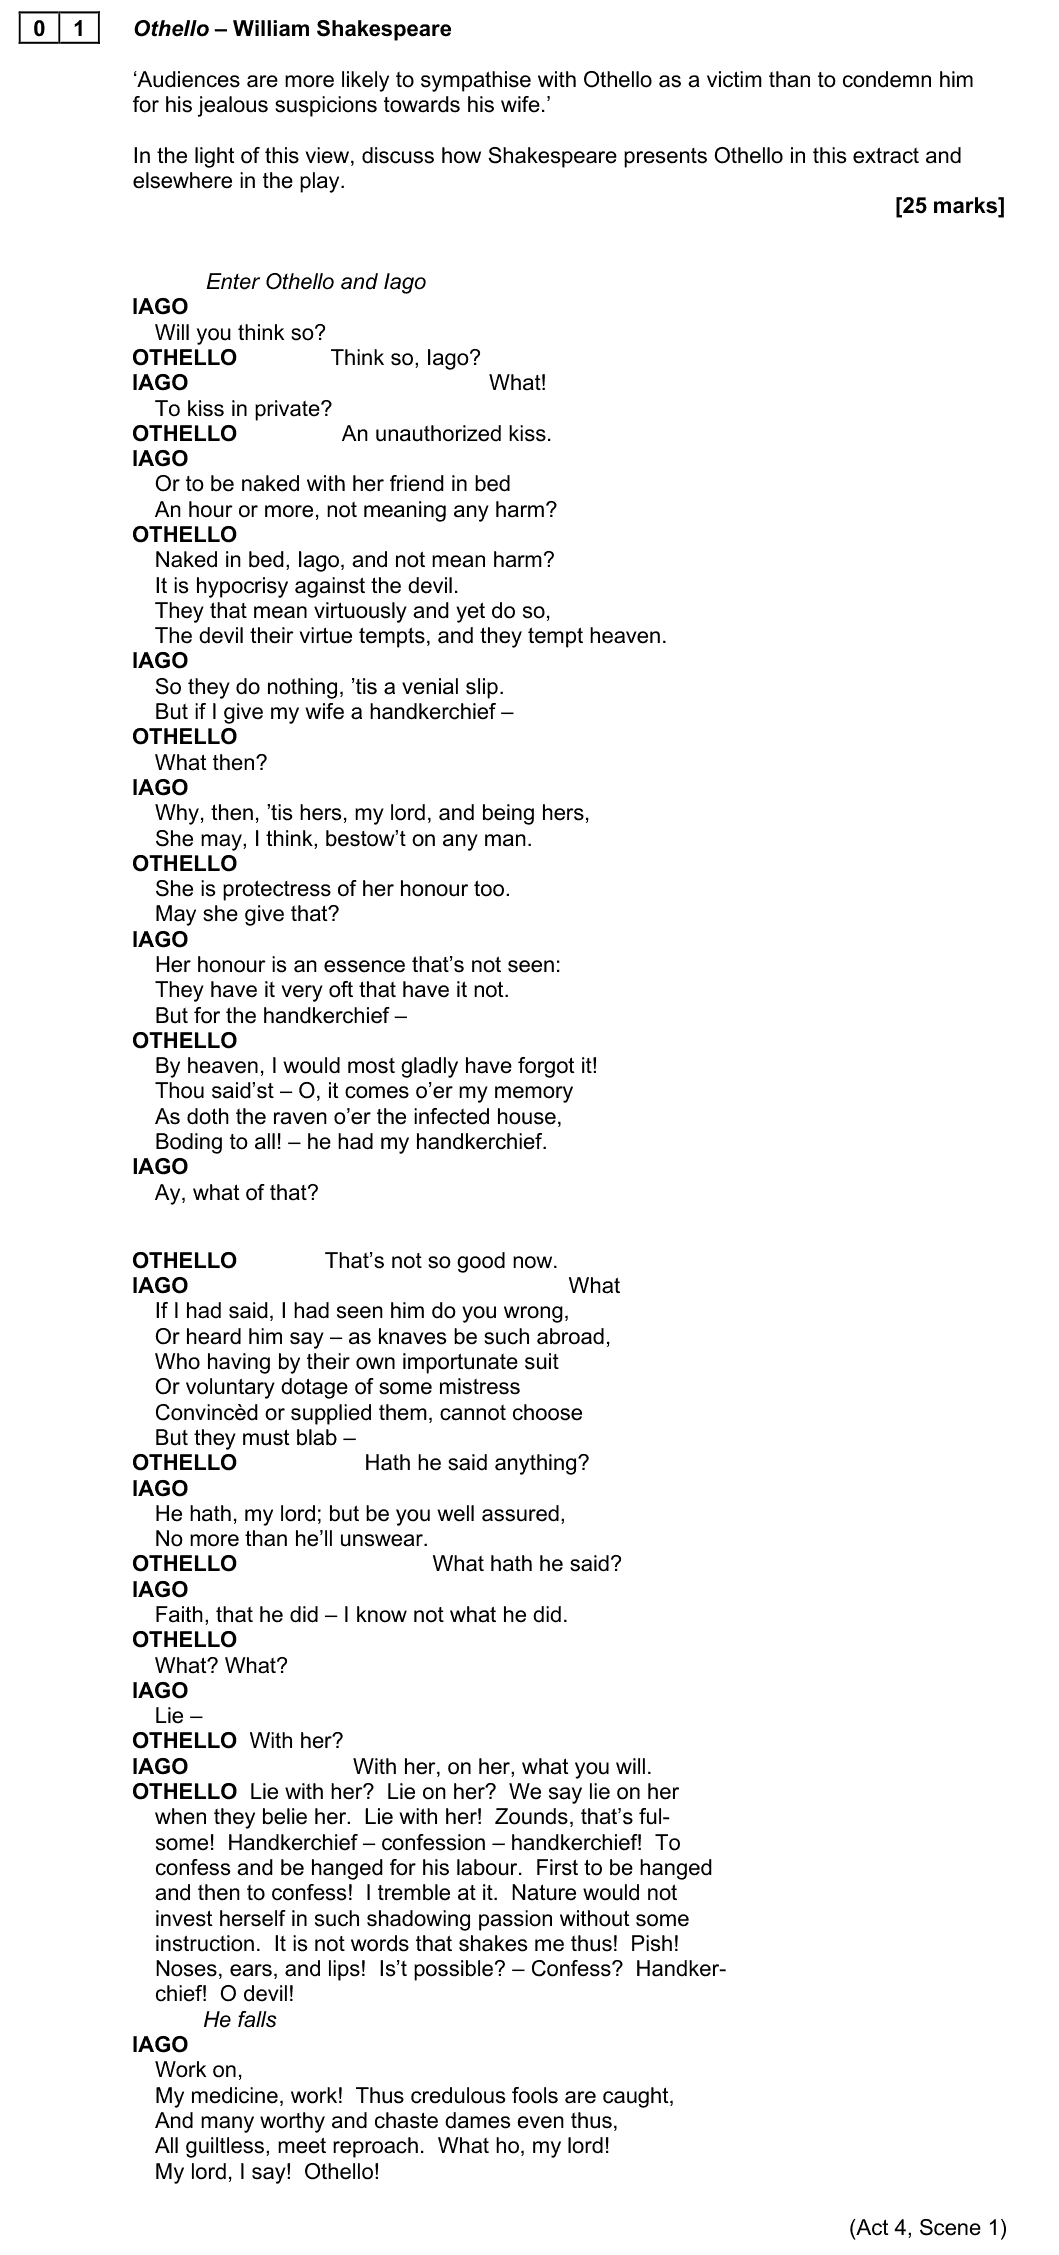 0 1 Othello – William Shakespeare
‘Audiences are more likely to sympathise with Othello as a victim than to condemn him
for his jealous suspicions towards his wife.’
In the light of this view, discuss how Shakespeare presents Othello in this extract and
elsewhere in the play.
[25 marks]
Enter Othello and Iago
IAGO
Will you think so?
OTHELLO Think so, Iago?
IAGO What!
To kiss in private?
OTHELLO An unauthorized kiss.
IAGO
Or to be naked with her friend in bed
An hour or more, not meaning any harm?
OTHELLO
Naked in bed, Iago, and not mean harm?
It is hypocrisy against the devil.
They that mean virtuously and yet do so,
The devil their virtue tempts, and they tempt heaven.
IAGO
So they do nothing, ’tis a venial slip.
But if I give my wife a handkerchief –
OTHELLO
What then?
IAGO
Why, then, ’tis hers, my lord, and being hers,
She may, I think, bestow’t on any man.
OTHELLO
She is protectress of her honour too.
May she give that?
IAGO
Her honour is an essence that’s not seen:
They have it very oft that have it not.
But for the handkerchief –
OTHELLO
By heaven, I would most gladly have forgot it!
Thou said’st – O, it comes o’er my memory
As doth the raven o’er the infected house,
Boding to all! – he had my handkerchief.
IAGO
Ay, what of that?
OTHELLO That’s not so good now.
IAGO What
If I had said, I had seen him do you wrong,
Or heard him say – as knaves be such abroad,
Who having by their own importunate suit
Or voluntary dotage of some mistress
Convincèd or supplied them, cannot choose
But they must blab –
OTHELLO Hath he said anything?
IAGO
He hath, my lord; but be you well assured,
No more than he’ll unswear.
OTHELLO What hath he said?
IAGO
Faith, that he did – I know not what he did.
OTHELLO
What? What?
IAGO
Lie –
OTHELLO With her?
IAGO With her, on her, what you will.
OTHELLO Lie with her? Lie on her? We say lie on her
when they belie her. Lie with her! Zounds, that’s ful-
some! Handkerchief – confession – handkerchief! To
confess and be hanged for his labour. First to be hanged
and then to confess! I tremble at it. Nature would not
invest herself in such shadowing passion without some
instruction. It is not words that shakes me thus! Pish!
Noses, ears, and lips! Is’t possible? – Confess? Handker-
chief! O devil!
He falls
IAGO
Work on,
My medicine, work! Thus credulous fools are caught,
And many worthy and chaste dames even thus,
All guiltless, meet reproach. What ho, my lord!
My lord, I say! Othello!
(Act 4, Scene 1)